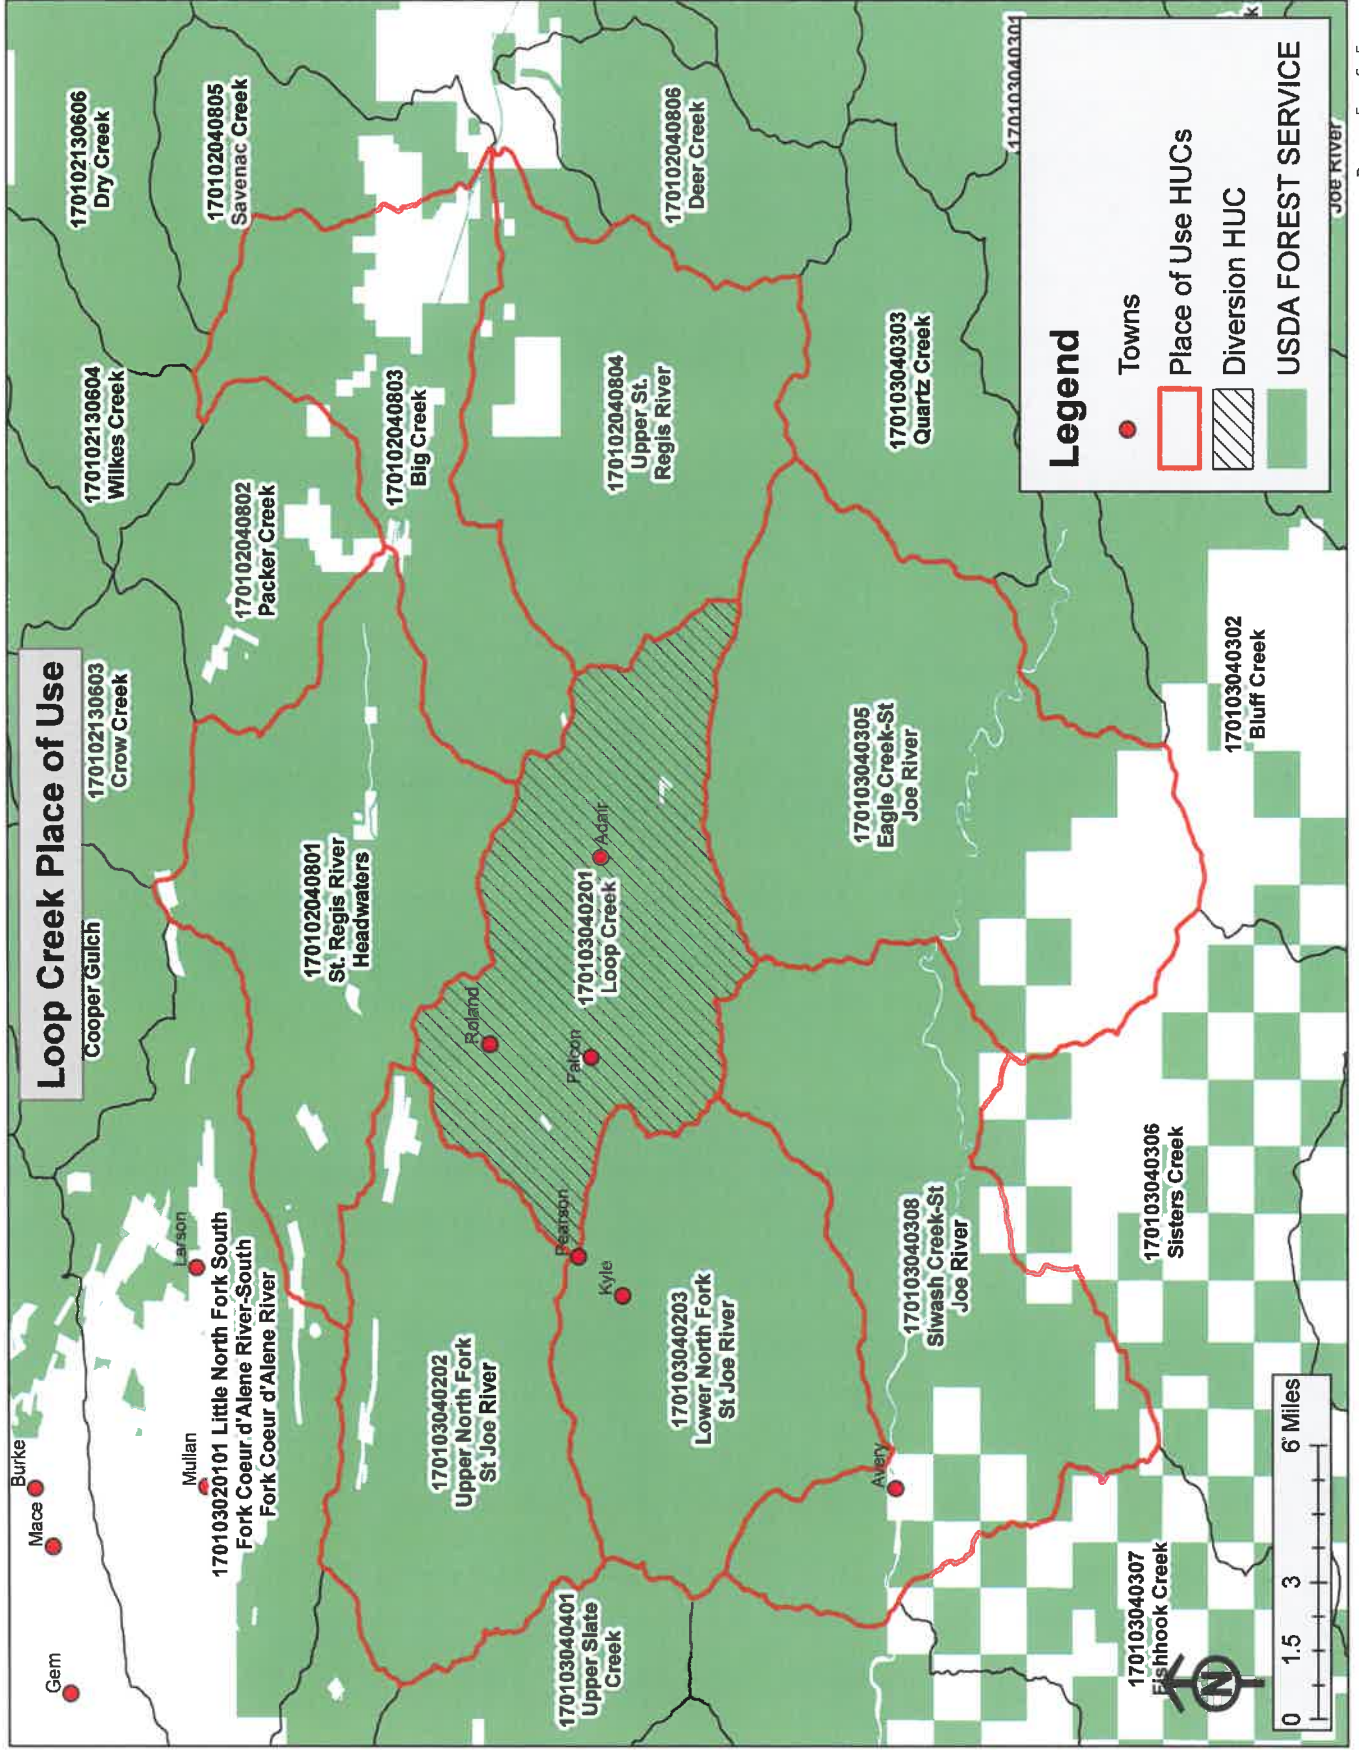 Loop Creek Place of Use
Burke
Mace
Gem
Mullan
Larson
Cooper Gulch
170102130603
Crow Creek
170102130604
Wilkes Creek
170102130606
Dry Creek
170102040805
Savenac Creek
170102040802
Packer Creek
170102040803
Big Creek
170102040801
St. Regis River
Headwaters
170103020101 Little North Fork South
Fork Coeur d'Alene River-South
Fork Coeur d'Alene River
170102040806
Deer Creek
170102040804
Upper St.
Regis River
Roland
Falcon
Adair
170103040201
Loop Creek
Pearson
Kyle
170103040202
Upper North Fork
St Joe River
170103040203
Lower North Fork
St Joe River
170103040401
Upper Slate
Creek
170103040303
Quartz Creek
170103040305
Eagle Creek-St
Joe River
170103040308
Siwash Creek-St
Joe River
Avery
170103040301
170103040302
Bluff Creek
170103040306
Sisters Creek
170103040307
Fishhook Creek
Joe River
k
Legend
Towns
Place of Use HUCs
Diversion HUC
USDA FOREST SERVICE
N
0 1.5 3 6 Miles